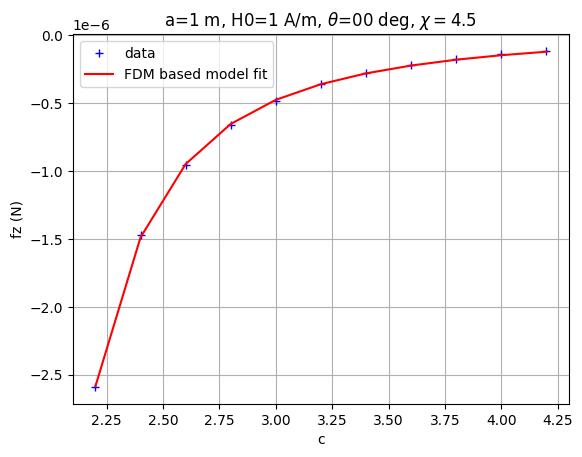 a=1 m, H0=1 A/m, θ=00 deg, χ = 4.5
1e−6
data
FDM based model fit
0.0
−0.5
−1.0
−1.5
−2.0
−2.5
fz (N)
2.25 2.50 2.75 3.00 3.25 3.50 3.75 4.00 4.25
c